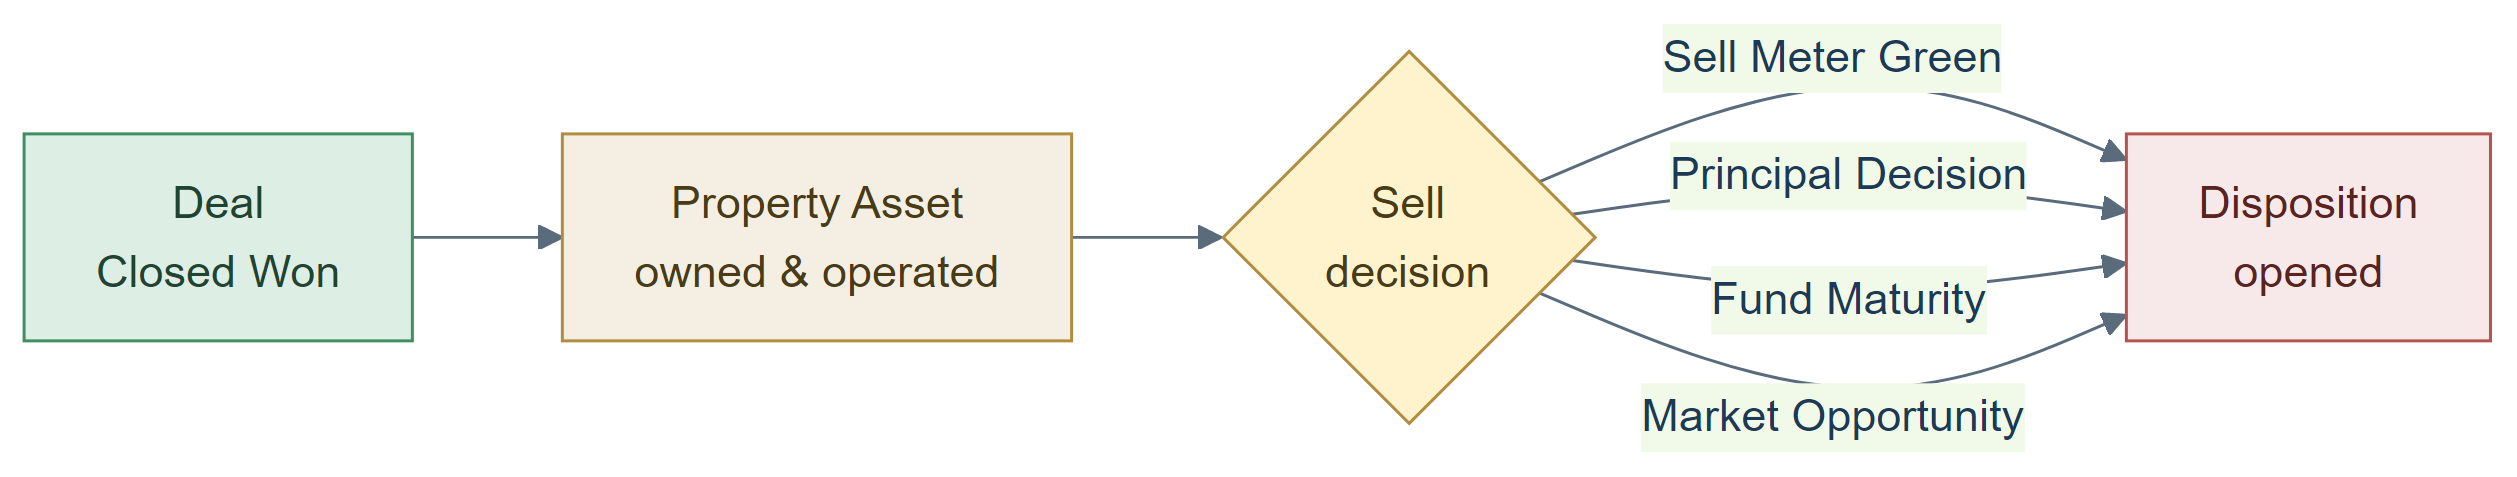 Deal
Closed Won
Property Asset
owned & operated
Sell
decision
Sell Meter Green
Principal Decision
Fund Maturity
Market Opportunity
Disposition
opened